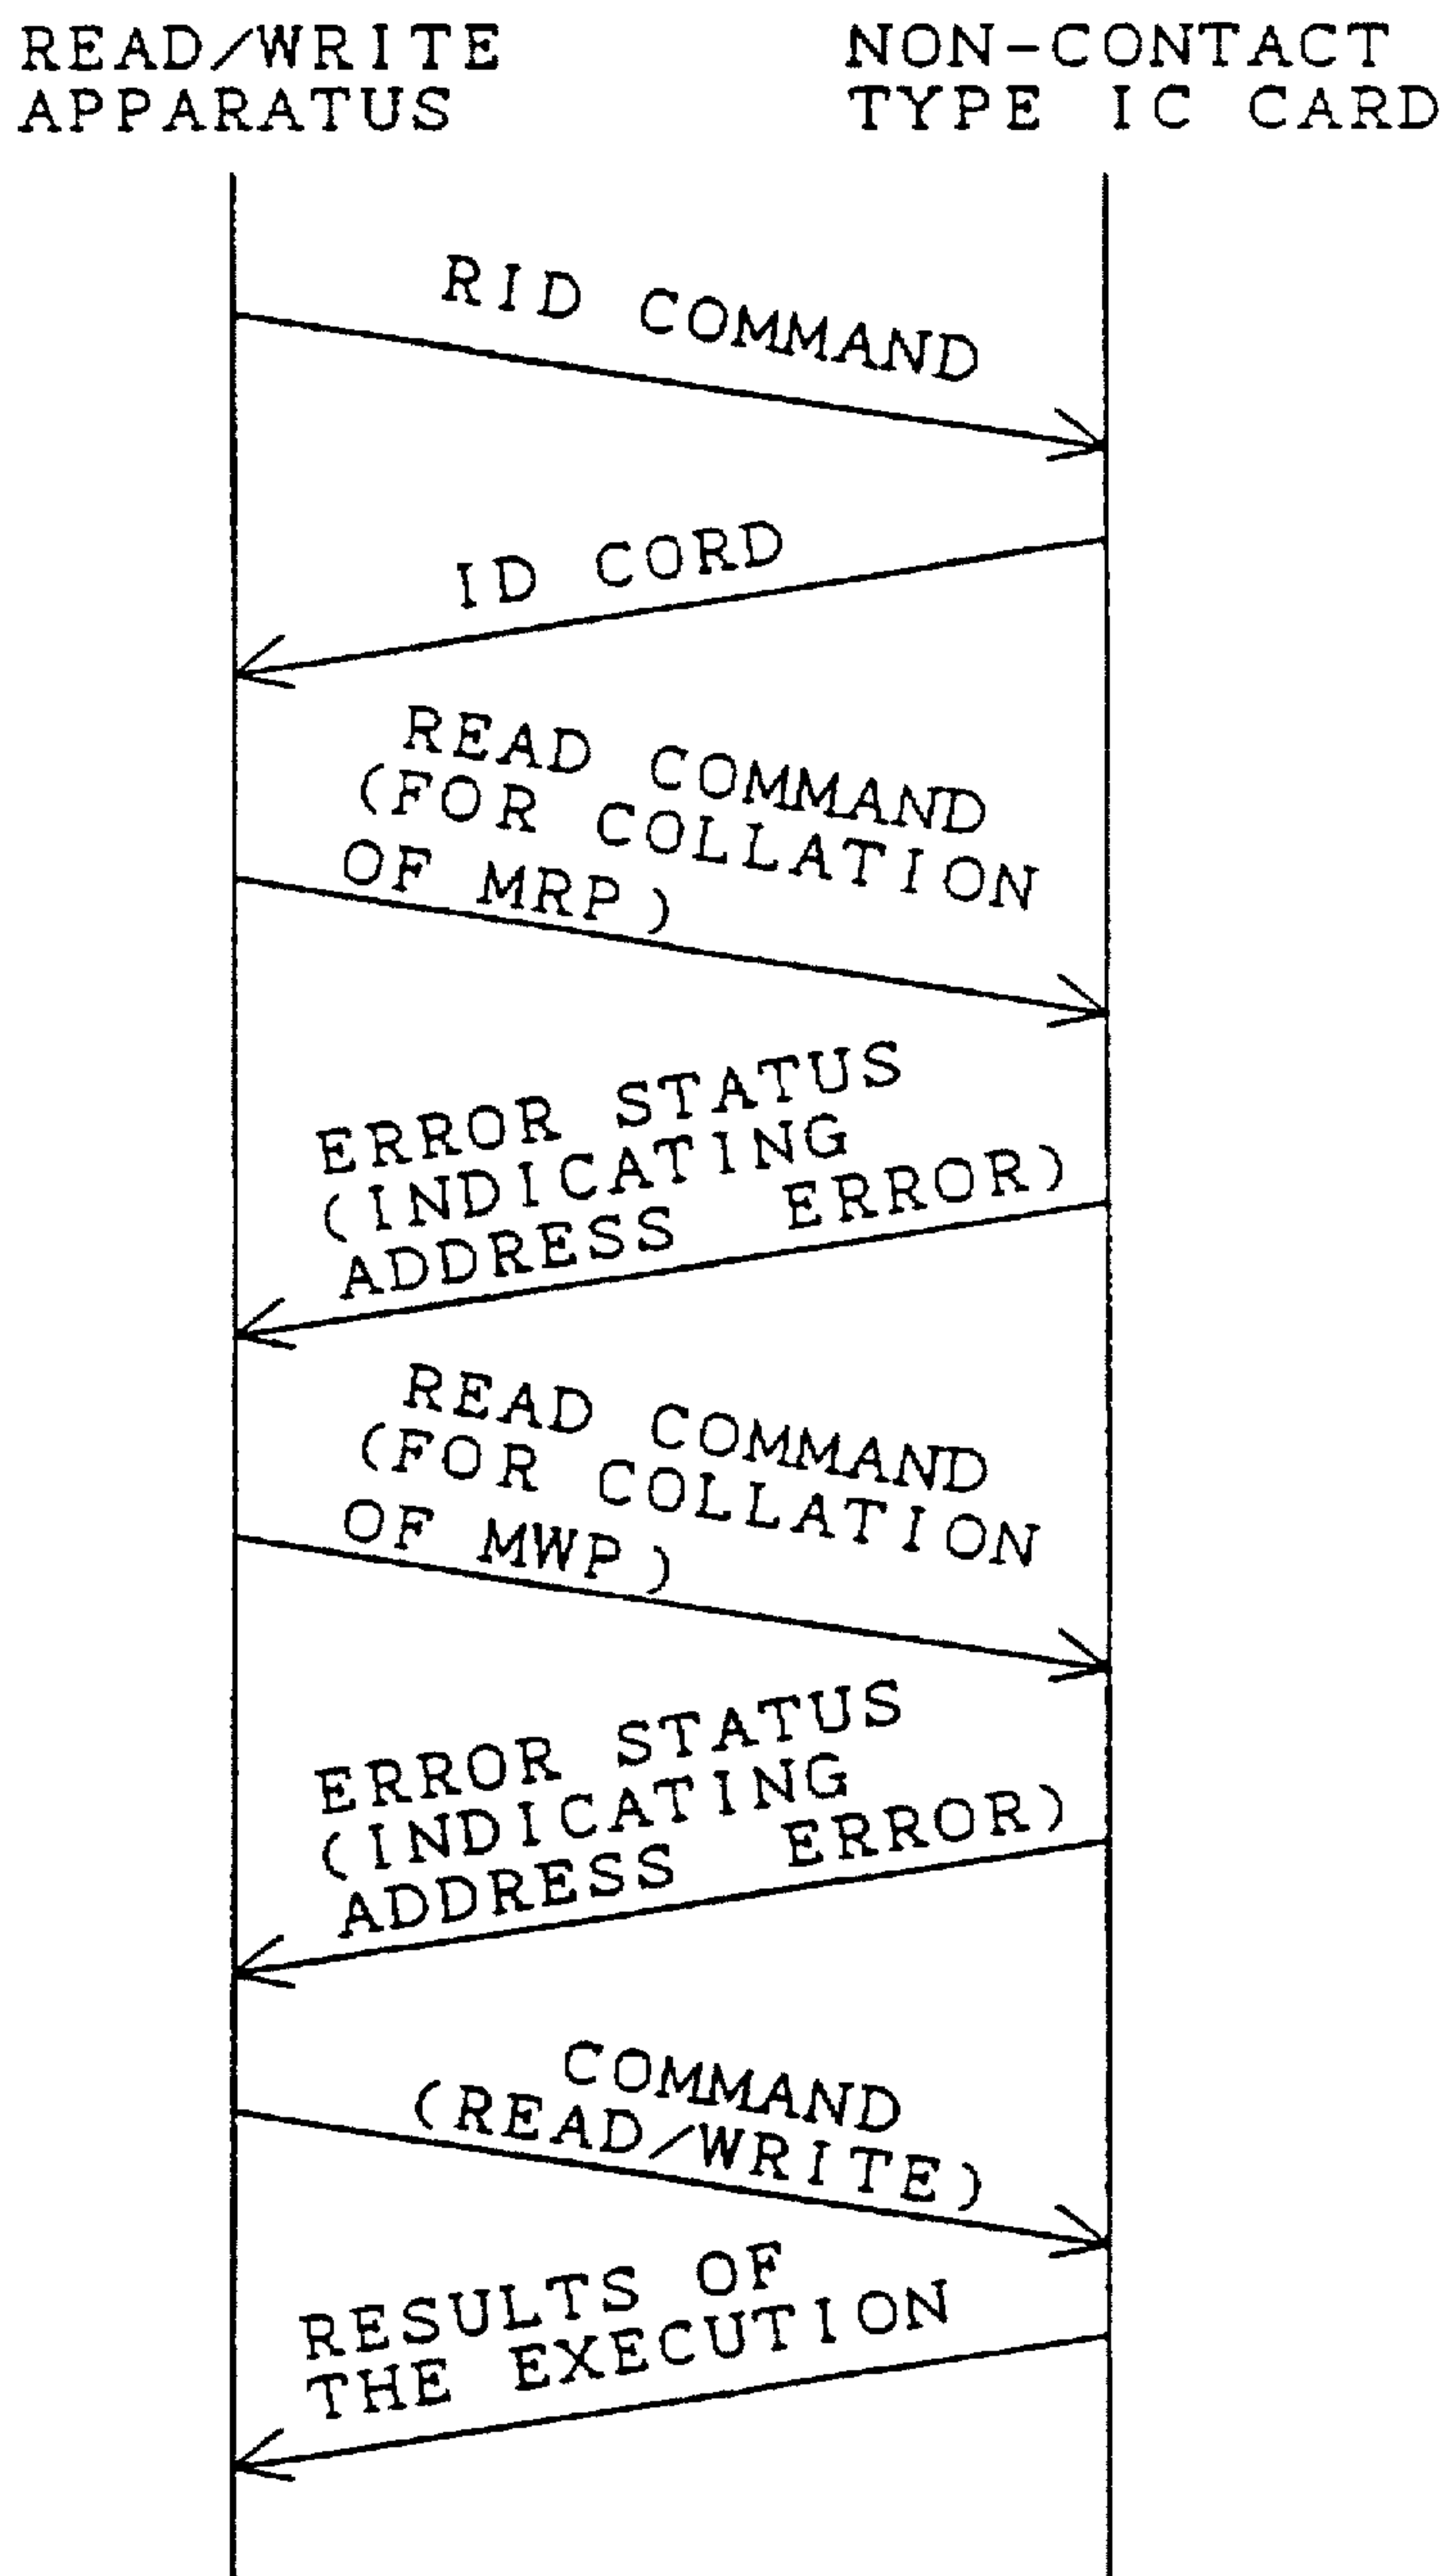 READ/WRITE
APPARATUS
NON-CONTACT
TYPE IC CARD
RID COMMAND
ID CORD
READ COMMAND
(FOR COLLATION
OF MRP)
ERROR STATUS
(INDICATING
ADDRESS ERROR)
READ COMMAND
(FOR COLLATION
OF MWP)
ERROR STATUS
(INDICATING
ADDRESS ERROR)
COMMAND
(READ/WRITE)
RESULTS OF
THE EXECUTION